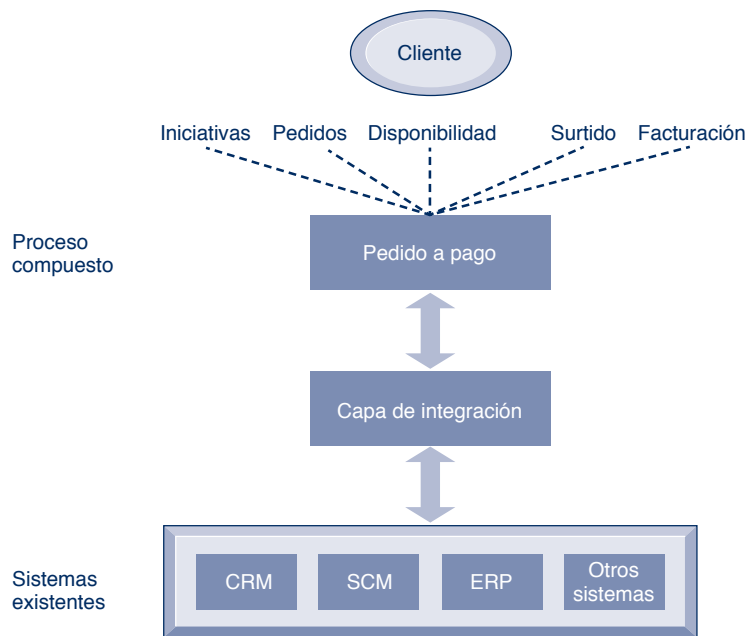 Cliente
Iniciativas Pedidos Disponibilidad Surtido Facturación
Proceso
compuesto
Pedido a pago
Capa de integración
Sistemas
existentes
CRM
SCM
ERP
Otros
sistemas